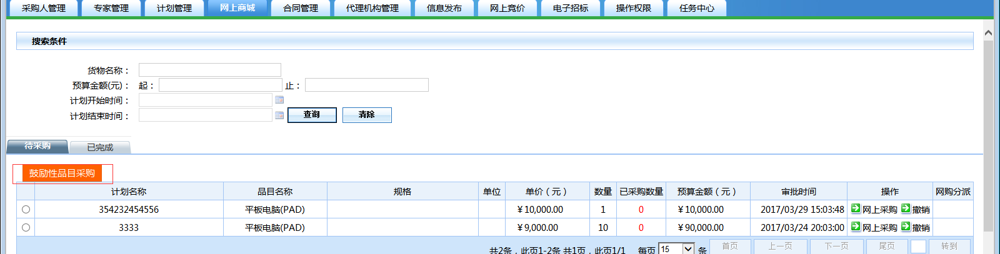 采购人管理 专家管理 计划管理 网上商城 合同管理 代理机构管理 信息发布 网上竞价 电子招标 操作权限 任务中心
搜索条件
货物名称：
预算金额(元)： 起： 止：
计划开始时间：
计划结束时间： 查询 清除
待采购 已完成
鼓励性品目采购
计划名称 品目名称 规格 单位 单价（元） 数量 已采购数量 预算金额（元） 审批时间 操作 网购分派
354232454556 平板电脑(PAD) ￥10,000.00 1 0 ￥10,000.00 2017/03/29 15:03:48 网上采购 撤销
3333 平板电脑(PAD) ￥9,000.00 10 0 ￥90,000.00 2017/03/24 20:03:00 网上采购 撤销
共2条，此页1-2条 共1页，此页1/1 每页 15 条 首页 上一页 下一页 尾页 转到